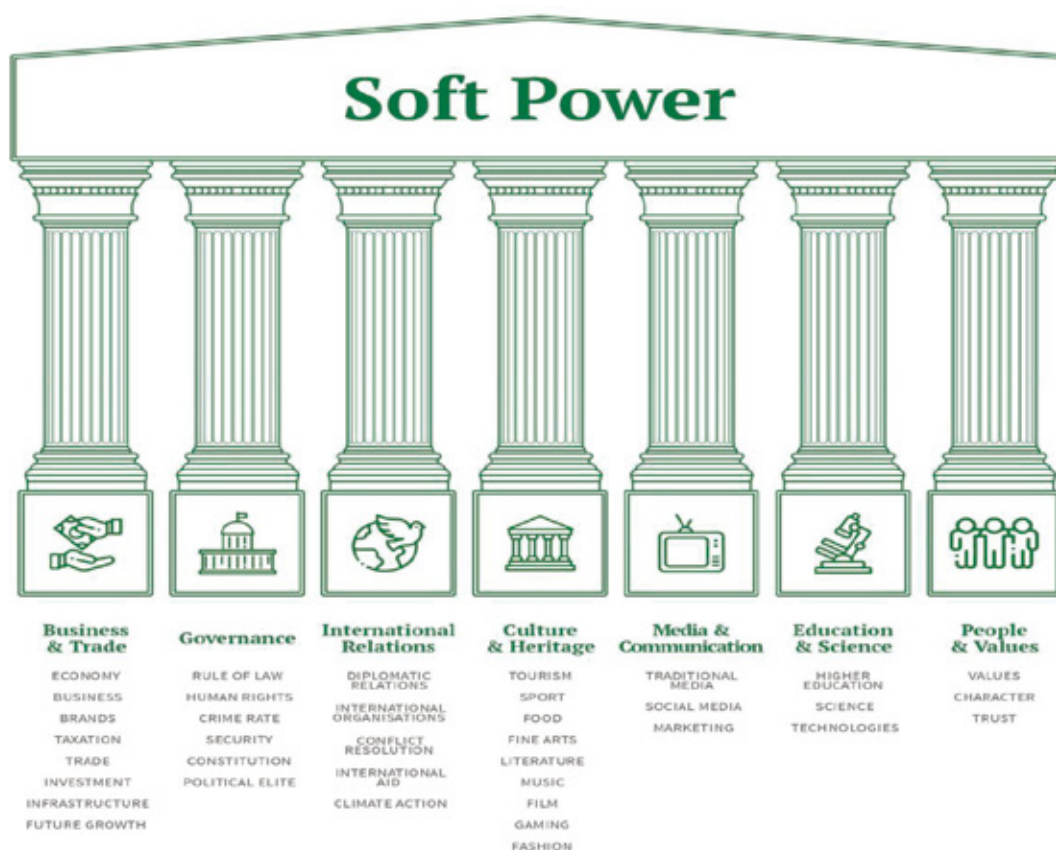 Soft Power
Business
& Trade
ECONOMY
BUSINESS
BRANDS
TAXATION
TRADE
INVESTMENT
INFRASTRUCTURE
FUTURE GROWTH
Governance
RULE OF LAW
HUMAN RIGHTS
CRIME RATE
SECURITY
CONSTITUTION
POLITICAL ELITE
International
Relations
DIPLOMATIC
RELATIONS
INTERNATIONAL
ORGANISATIONS
CONFLICT
RESOLUTION
INTERNATIONAL
AID
CLIMATE ACTION
Culture
& Heritage
TOURISM
SPORT
FOOD
FINE ARTS
LITERATURE
MUSIC
FILM
GAMING
FASHION
Media &
Communication
TRADITIONAL
MEDIA
SOCIAL MEDIA
MARKETING
Education
& Science
HIGHER
EDUCATION
SCIENCE
TECHNOLOGIES
People
& Values
VALUES
CHARACTER
TRUST